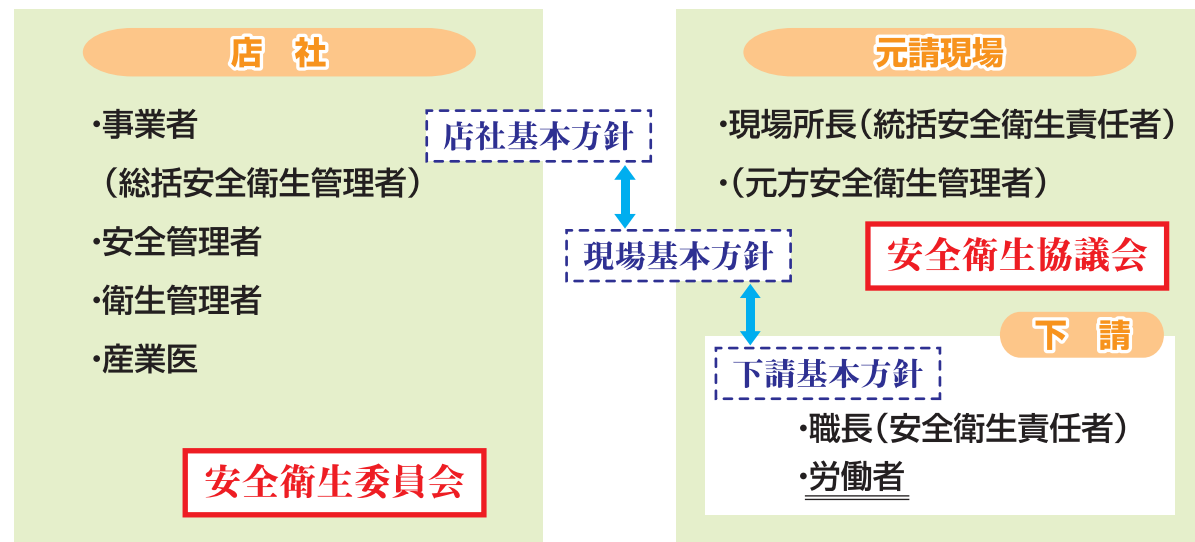 店　社
・事業者
（総括安全衛生管理者）
・安全管理者
・衛生管理者
・産業医
安全衛生委員会
店社基本方針
現場基本方針
下請基本方針
元請現場
・現場所長（統括安全衛生責任者）
・（元方安全衛生管理者）
安全衛生協議会
下　請
・職長（安全衛生責任者）
・労働者